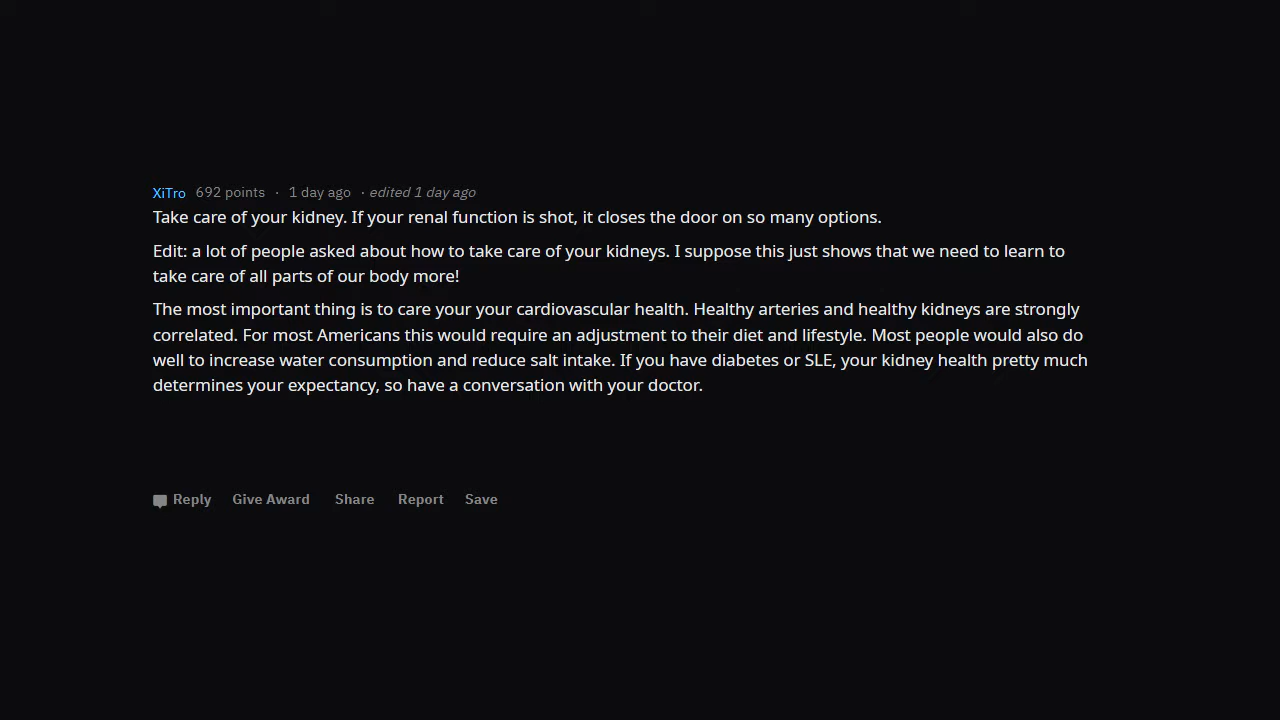 XiTro 692 points · 1 day ago · edited 1 day ago
Take care of your kidney. If your renal function is shot, it closes the door on so many options.
Edit: a lot of people asked about how to take care of your kidneys. I suppose this just shows that we need to learn to
take care of all parts of our body more!
The most important thing is to care your your cardiovascular health. Healthy arteries and healthy kidneys are strongly
correlated. For most Americans this would require an adjustment to their diet and lifestyle. Most people would also do
well to increase water consumption and reduce salt intake. If you have diabetes or SLE, your kidney health pretty much
determines your expectancy, so have a conversation with your doctor.
Reply Give Award Share Report Save